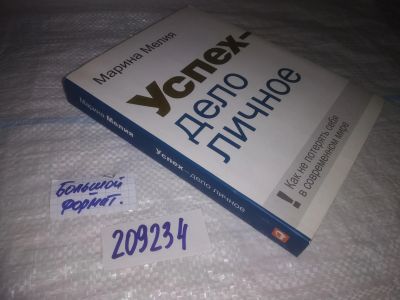 Марина Мелия
Успех-
дело
личное
! Как не потерять себя
в современном мире
Марина Мелия Успех – дело личное
большой
формат.
209234